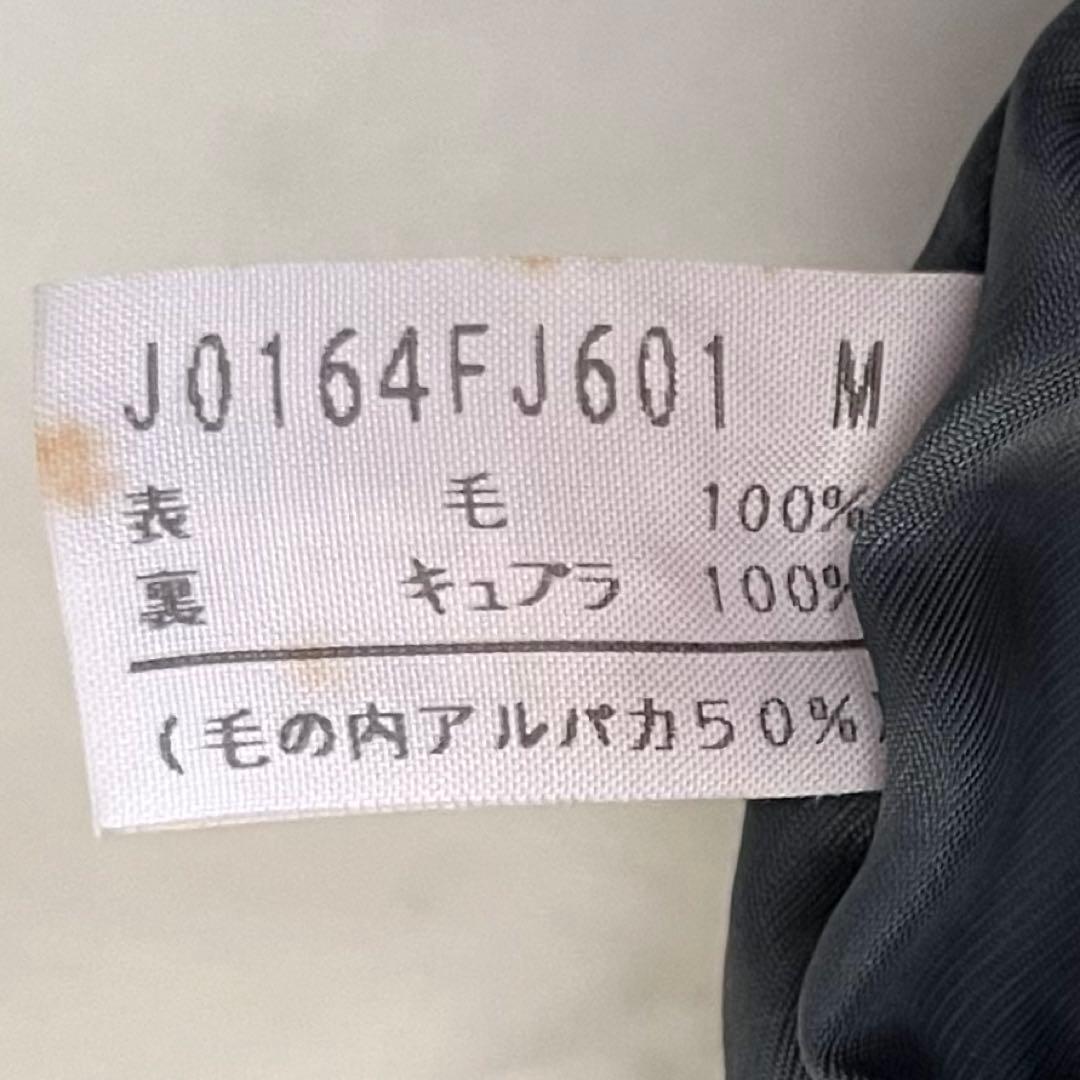 J0164FJ601 M
表 毛 100%
裏 キュプラ 100%
(毛の内アルパカ50%)